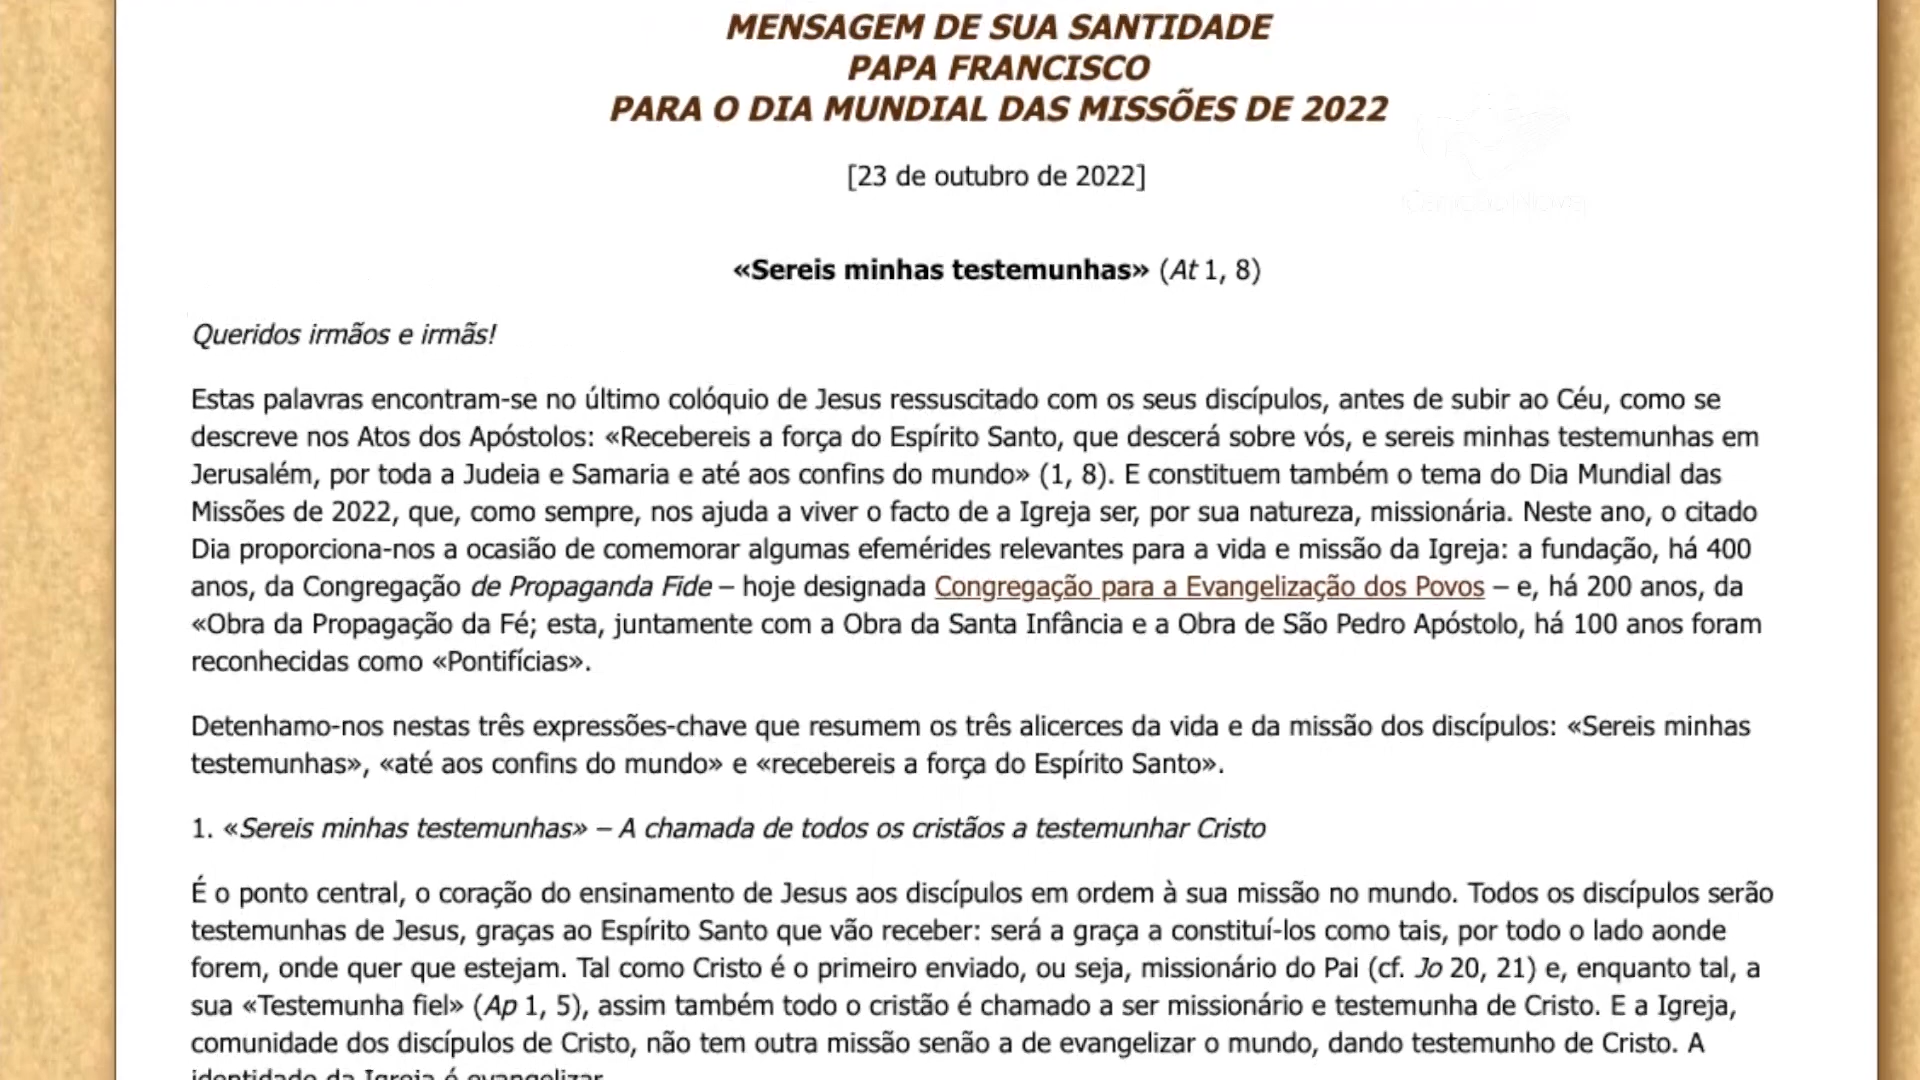 MENSAGEM DE SUA SANTIDADE
PAPA FRANCISCO
PARA O DIA MUNDIAL DAS MISSÕES DE 2022
[23 de outubro de 2022]
«Sereis minhas testemunhas» (At 1, 8)
Queridos irmãos e irmãs!
Estas palavras encontram-se no último colóquio de Jesus ressuscitado com os seus discípulos, antes de subir ao Céu, como se
descreve nos Atos dos Apóstolos: «Recebereis a força do Espírito Santo, que descerá sobre vós, e sereis minhas testemunhas em
Jerusalém, por toda a Judeia e Samaria e até aos confins do mundo» (1, 8). E constituem também o tema do Dia Mundial das
Missões de 2022, que, como sempre, nos ajuda a viver o facto de a Igreja ser, por sua natureza, missionária. Neste ano, o citado
Dia proporciona-nos a ocasião de comemorar algumas efemérides relevantes para a vida e missão da Igreja: a fundação, há 400
anos, da Congregação de Propaganda Fide – hoje designada Congregação para a Evangelização dos Povos – e, há 200 anos, da
«Obra da Propagação da Fé; esta, juntamente com a Obra da Santa Infância e a Obra de São Pedro Apóstolo, há 100 anos foram
reconhecidas como «Pontifícias».
Detenhamo-nos nestas três expressões-chave que resumem os três alicerces da vida e da missão dos discípulos: «Sereis minhas
testemunhas», «até aos confins do mundo» e «recebereis a força do Espírito Santo».
1. «Sereis minhas testemunhas» – A chamada de todos os cristãos a testemunhar Cristo
É o ponto central, o coração do ensinamento de Jesus aos discípulos em ordem à sua missão no mundo. Todos os discípulos serão
testemunhas de Jesus, graças ao Espírito Santo que vão receber: será a graça a constituí-los como tais, por todo o lado aonde
forem, onde quer que estejam. Tal como Cristo é o primeiro enviado, ou seja, missionário do Pai (cf. Jo 20, 21) e, enquanto tal, a
sua «Testemunha fiel» (Ap 1, 5), assim também todo o cristão é chamado a ser missionário e testemunha de Cristo. E a Igreja,
comunidade dos discípulos de Cristo, não tem outra missão senão a de evangelizar o mundo, dando testemunho de Cristo. A
identidade da Igreja é evangelizar.